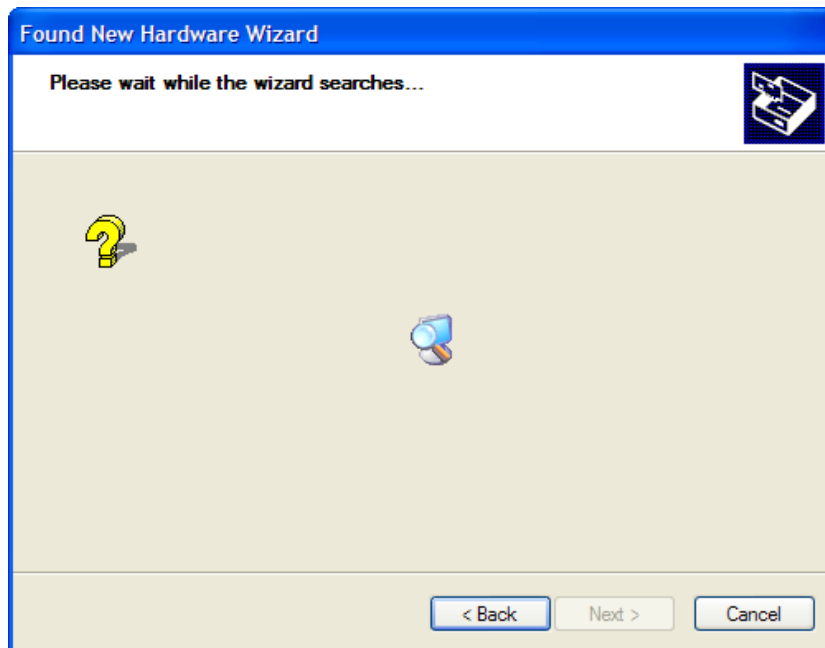 Found New Hardware Wizard
Please wait while the wizard searches...
< Back
Next >
Cancel